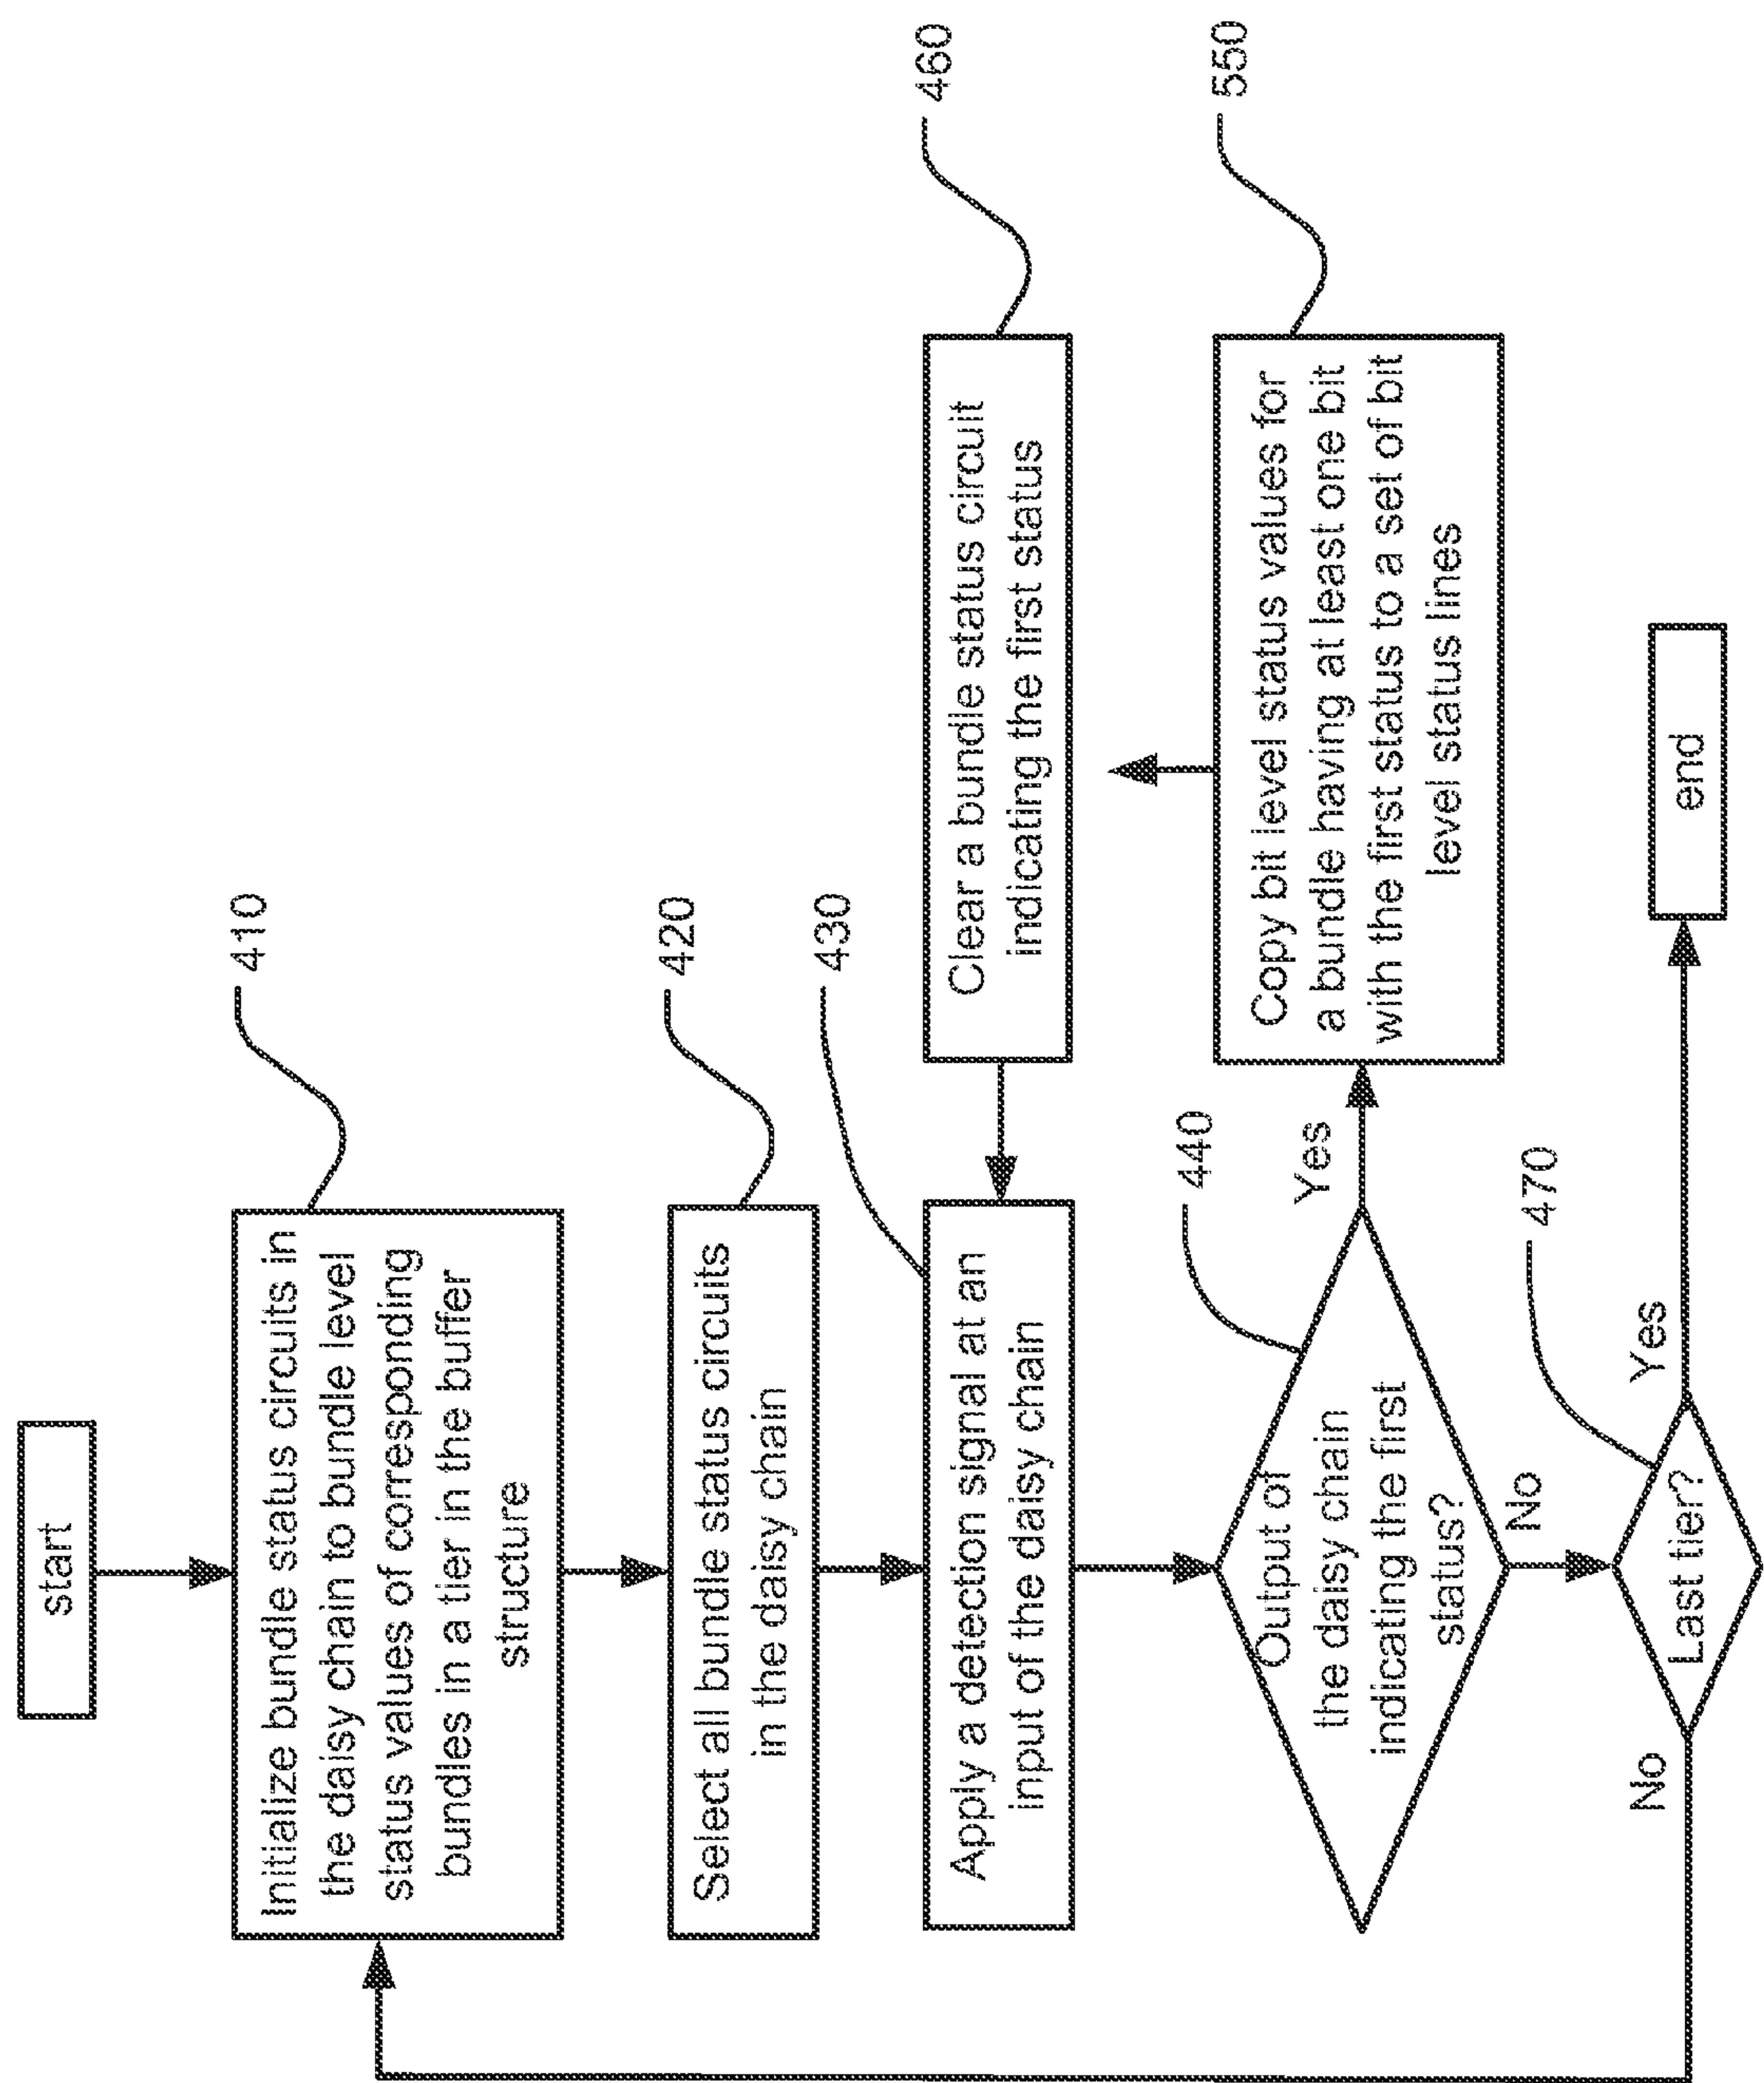 start
410
Initialize bundle status circuits in
the daisy chain to bundle level
status values of corresponding
bundles in a tier in the buffer
structure
420
Select all bundle status circuits
in the daisy chain
430
Apply a detection signal at an
input of the daisy chain
460
Clear a bundle status circuit
indicating the first status
440
Output of
the daisy chain
indicating the first
status?
Yes
No
550
Copy bit level status values for
a bundle having at least one bit
with the first status to a set of bit
level status lines
470
Last tier?
Yes
No
end